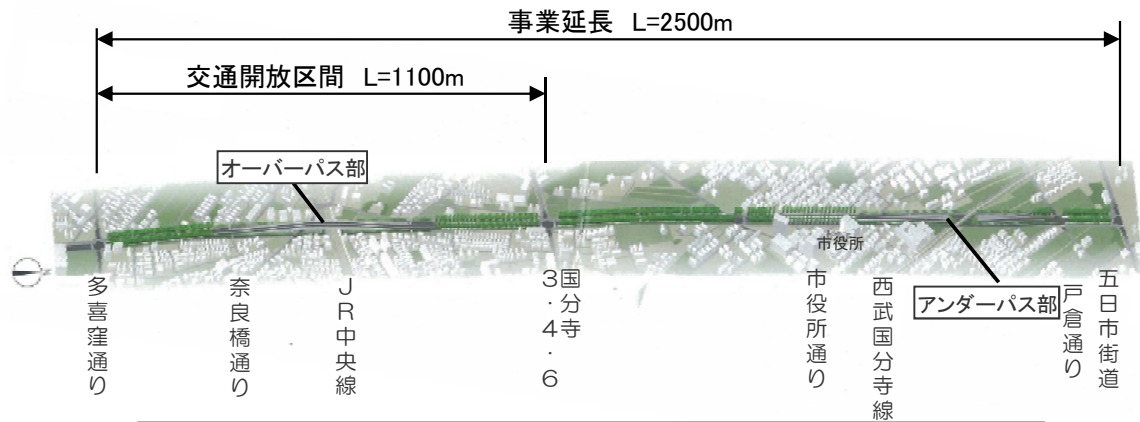 事業延長 L=2500m
交通開放区間 L=1100m
オーバーパス部
市役所
アンダーパス部
多喜窪通り
奈良橋通り
JR中央線
国分寺
3・4・6
市役所通り
西武国分寺線
戸倉通り
五日市街道